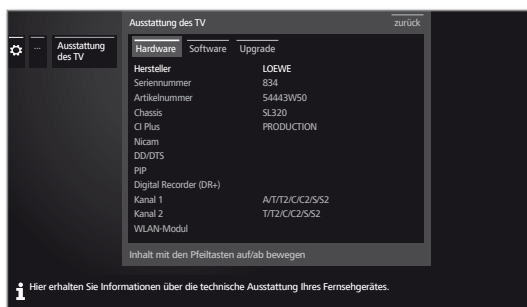 Ausstattung des TV zurück
... Ausstattung des TV
Hardware Software Upgrade
Hersteller LOEWE
Seriennummer 834
Artikelnummer 54443W50
Chassis SL320
CI Plus PRODUCTION
Nicam
DD/DTS
PIP
Digital Recorder (DR+)
Kanal 1 A/T/T2/C/C2/S/S2
Kanal 2 T/T2/C/C2/S/S2
WLAN-Modul
Inhalt mit den Pfeiltasten auf/ab bewegen
i Hier erhalten Sie Informationen über die technische Ausstattung Ihres Fernsehgerätes.